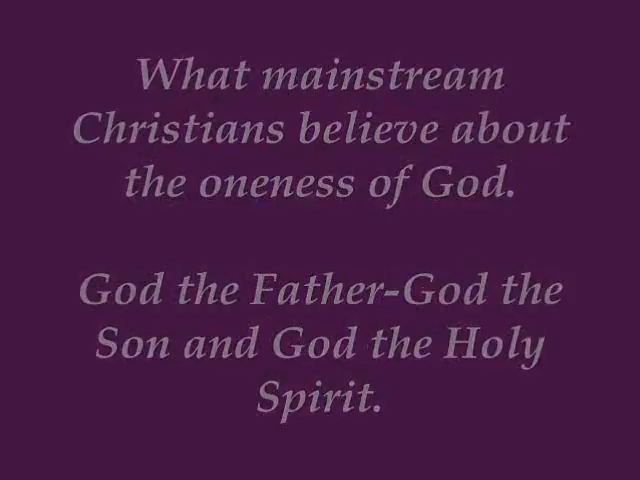 What mainstream
Christians believe about
the oneness of God.
God the Father-God the
Son and God the Holy
Spirit.